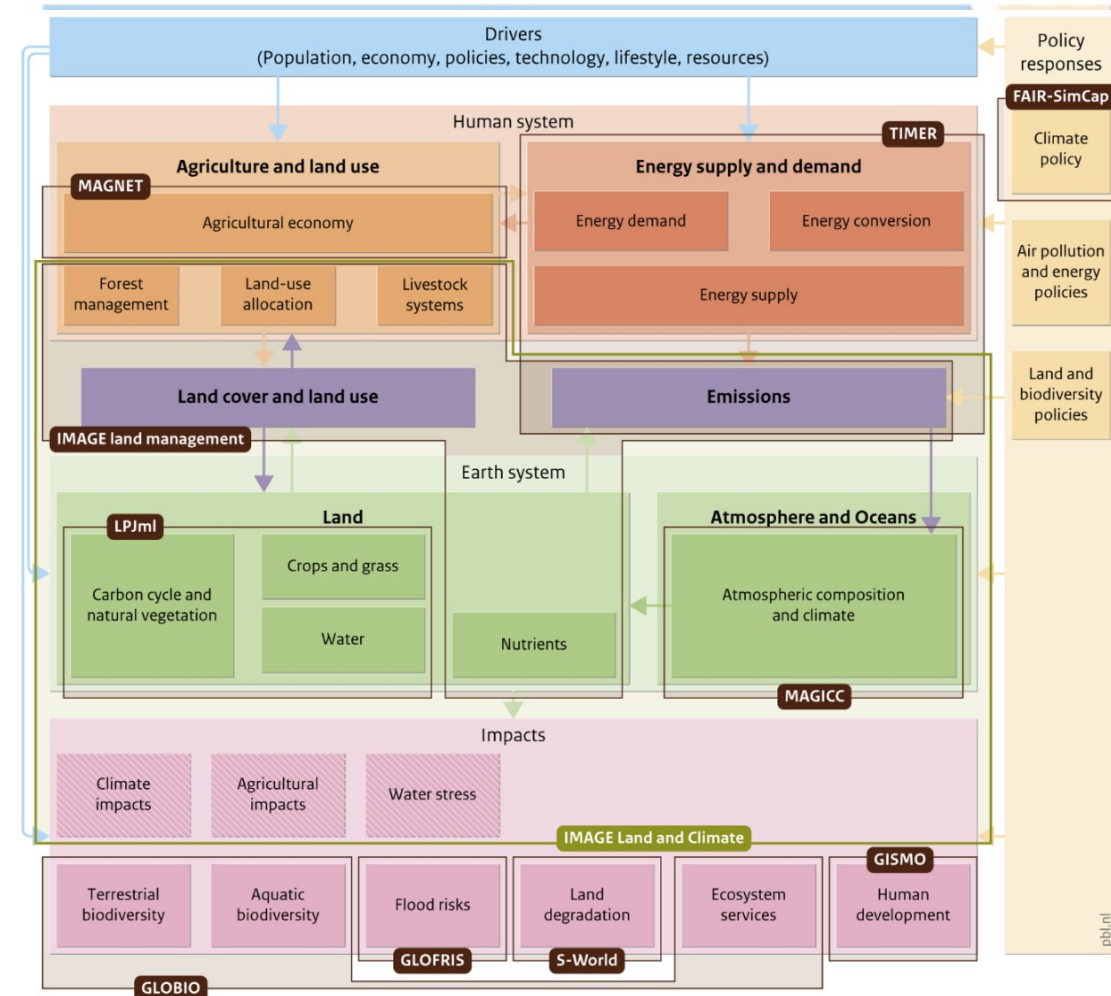 Drivers
(Population, economy, policies, technology, lifestyle, resources)
Policy
responses
FAIR-SimCap
Climate
policy
Air pollution
and energy
policies
Land and
biodiversity
policies
Human system
TIMER
Agriculture and land use
MAGNET
Agricultural economy
Forest
management
Land-use
allocation
Livestock
systems
Energy supply and demand
Energy demand
Energy conversion
Energy supply
Land cover and land use
Emissions
IMAGE land management
Earth system
Land
LPJml
Carbon cycle and
natural vegetation
Crops and grass
Water
Nutrients
Atmosphere and Oceans
Atmospheric composition
and climate
MAGICC
Impacts
Climate
impacts
Agricultural
impacts
Water stress
IMAGE Land and Climate
GISMO
Terrestrial
biodiversity
Aquatic
biodiversity
Flood risks
Land
degradation
Ecosystem
services
Human
development
GLOFRIS
S-World
GLOBIO
pbl.nl